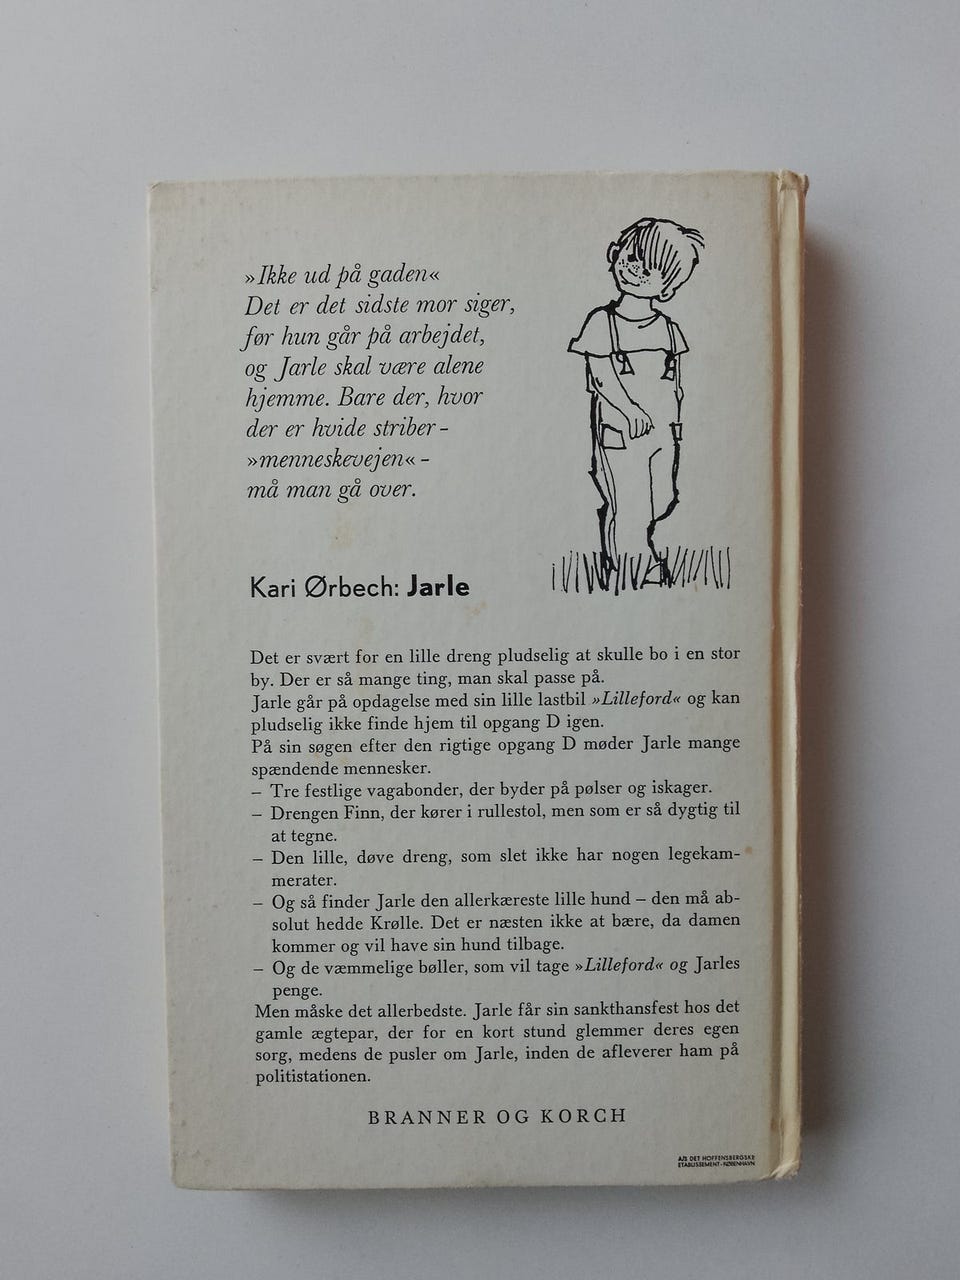 »Ikke ud på gaden«
Det er det sidste mor siger,
før hun går på arbejdet,
og Jarle skal være alene
hjemme. Bare der, hvor
der er hvide striber –
»menneskevejen« –
må man gå over.
Kari Ørbech: Jarle
Det er svært for en lille dreng pludselig at skulle bo i en stor
by. Der er så mange ting, man skal passe på.
Jarle går på opdagelse med sin lille lastbil »Lilleford« og kan
pludselig ikke finde hjem til opgang D igen.
På sin søgen efter den rigtige opgang D møder Jarle mange
spændende mennesker.
– Tre festlige vagabonder, der byder på pølser og iskager.
– Drengen Finn, der kører i rullestol, men som er så dygtig til
at tegne.
– Den lille, døve dreng, som slet ikke har nogen legekam-
merater.
– Og så finder Jarle den allerkæreste lille hund – den må ab-
solut hedde Krølle. Det er næsten ikke at bære, da damen
kommer og vil have sin hund tilbage.
– Og de væmmelige bøller, som vil tage »Lilleford« og Jarles
penge.
Men måske det allerbedste. Jarle får sin sankthansfest hos det
gamle ægtepar, der for en kort stund glemmer deres egen
sorg, medens de pusler om Jarle, inden de afleverer ham på
politistationen.
BRANNER OG KORCH
A/S DET HOFFENSBERGSKE
ETABLISSEMENT - KØBENHAVN